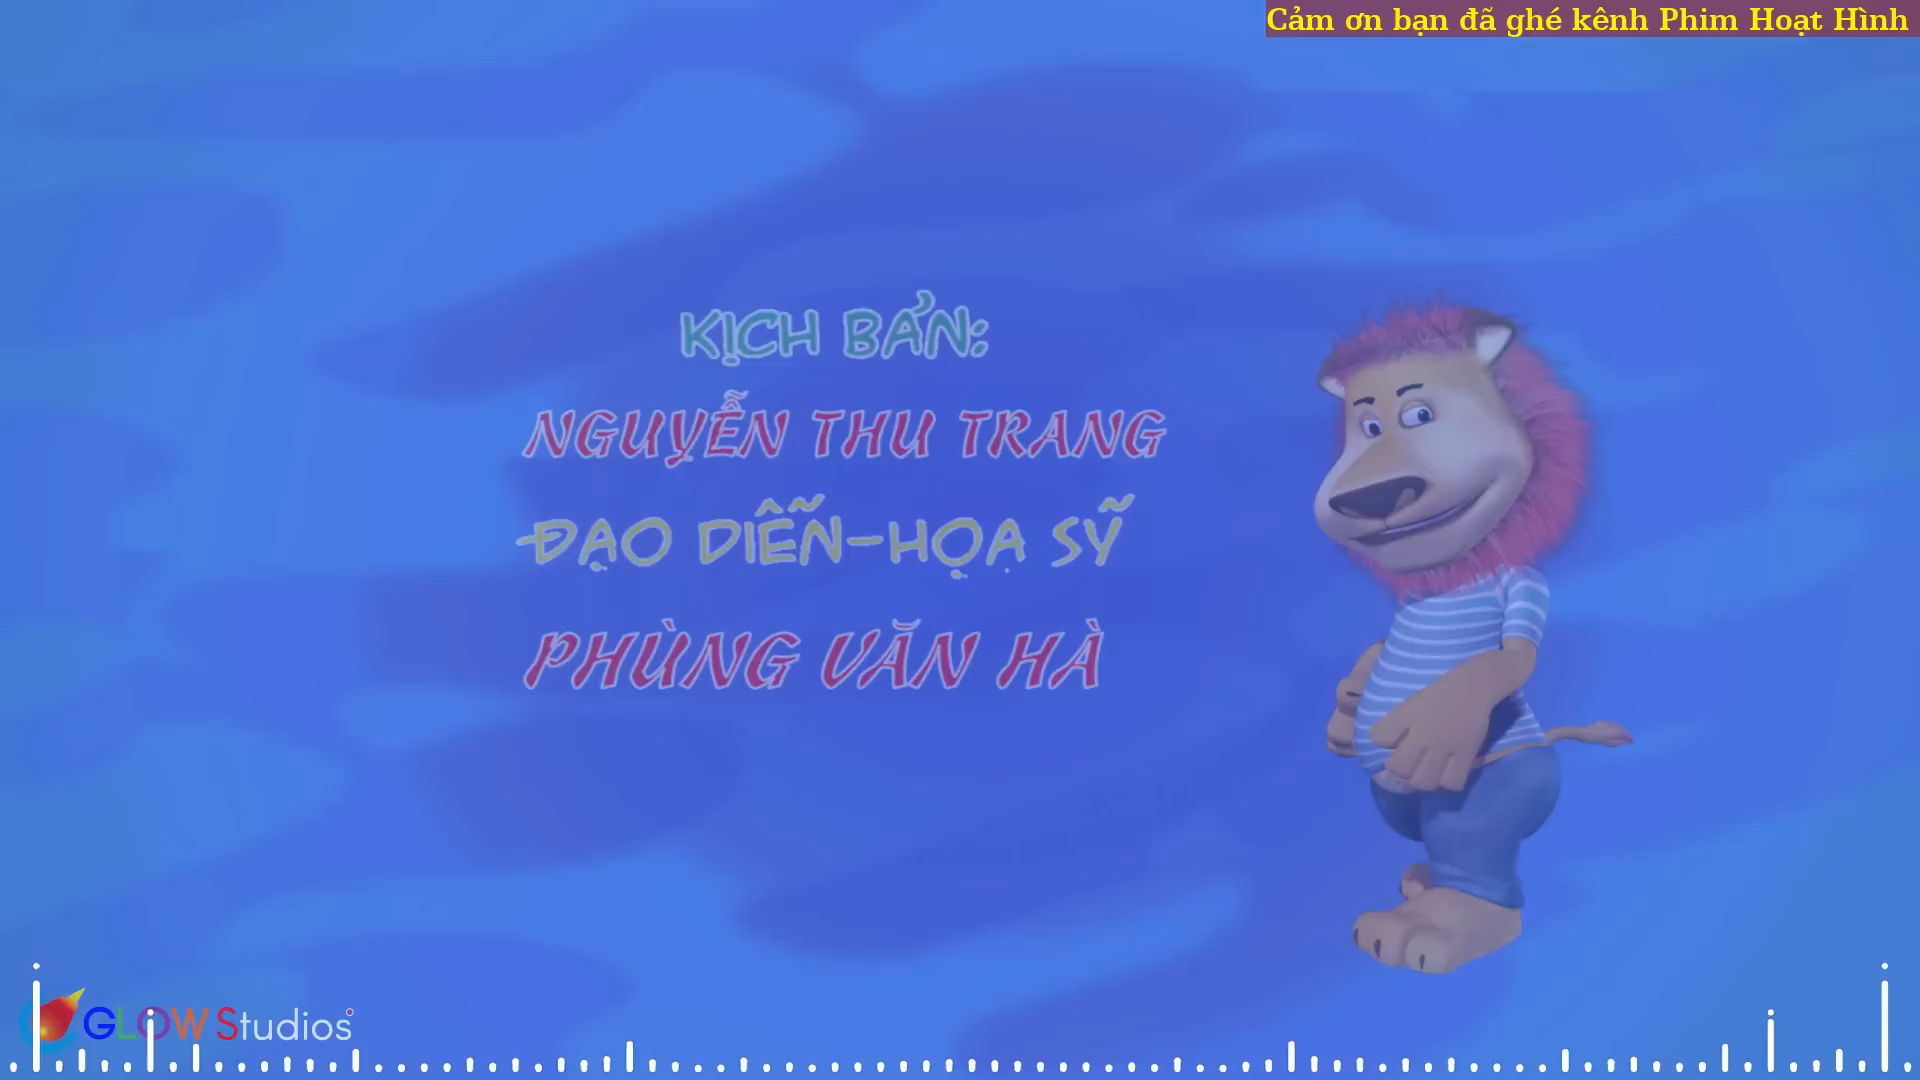 Cảm ơn bạn đã ghé kênh Phim Hoạt Hình
KỊCH BẢN:
NGUYỄN THU TRANG
ĐẠO DIỄN-HỌA SỸ
PHÙNG VĂN HÀ
GLOW Studios